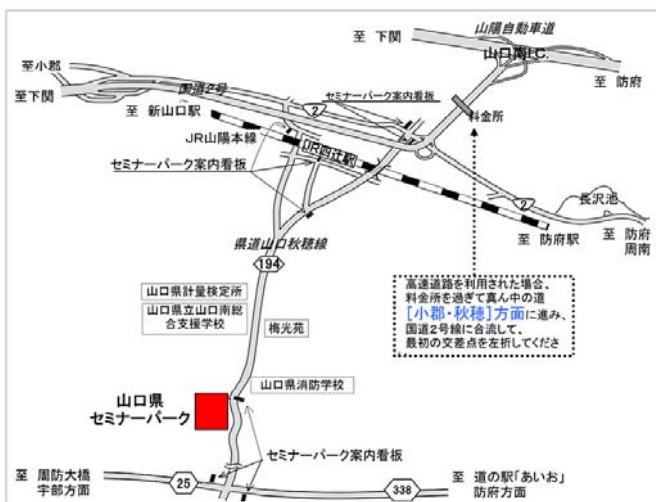 山陽自動車道
至 下関
山口南I.C.
至 防府
至小郡
至下関
国道2号
至 新山口駅
2
セミナーパーク案内看板
料金所
JR山陽本線
JR四辻駅
セミナーパーク案内看板
長沢池
2
至 防府駅
至 防府
周南
県道山口秋穂線
194
高速道路を利用された場合、
料金所を過ぎて真ん中の道
[小郡・秋穂]方面に進み、
国道2号線に合流して、
最初の交差点を左折してくださ
山口県計量検定所
山口県立山口南総
合支援学校
梅光苑
山口県消防学校
山口県
セミナーパーク
セミナーパーク案内看板
至 周防大橋
宇部方面
25
338
至 道の駅「あいお」
防府方面